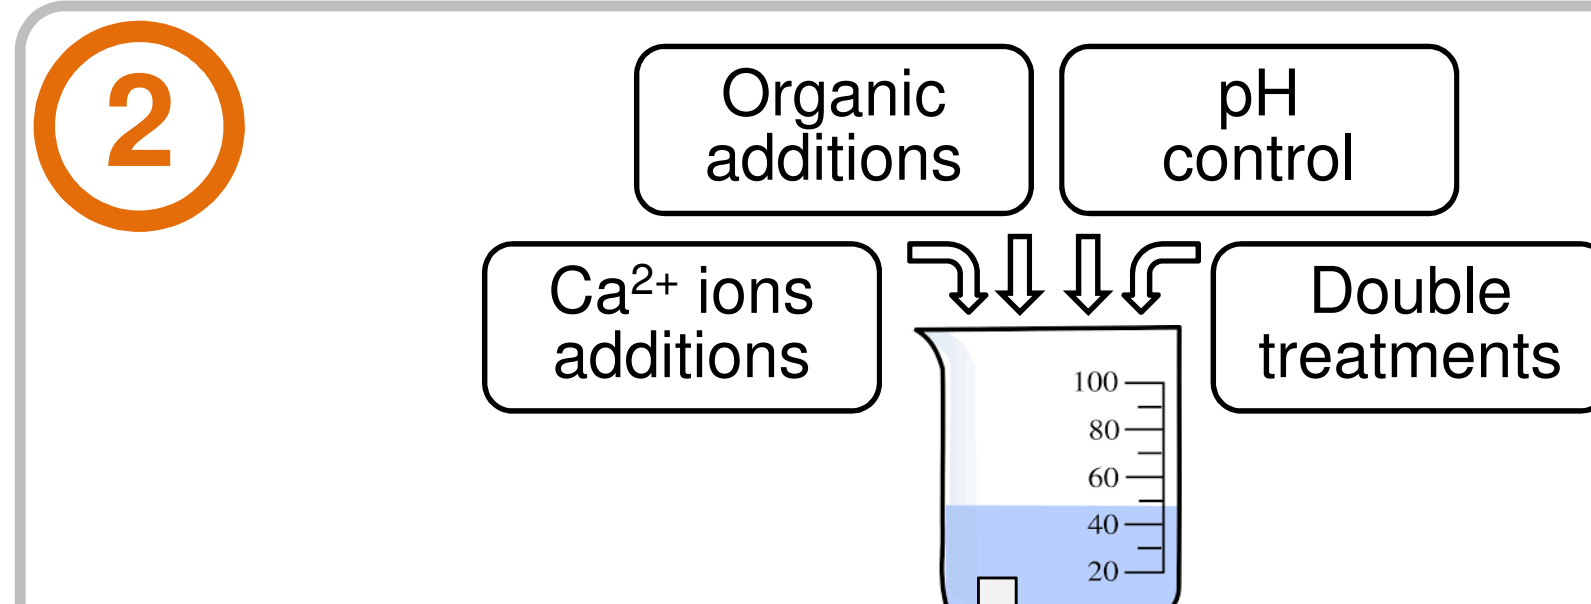 2
Organic
additions
pH
control
Ca²⁺ ions
additions
Double
treatments
100
80
60
40
20